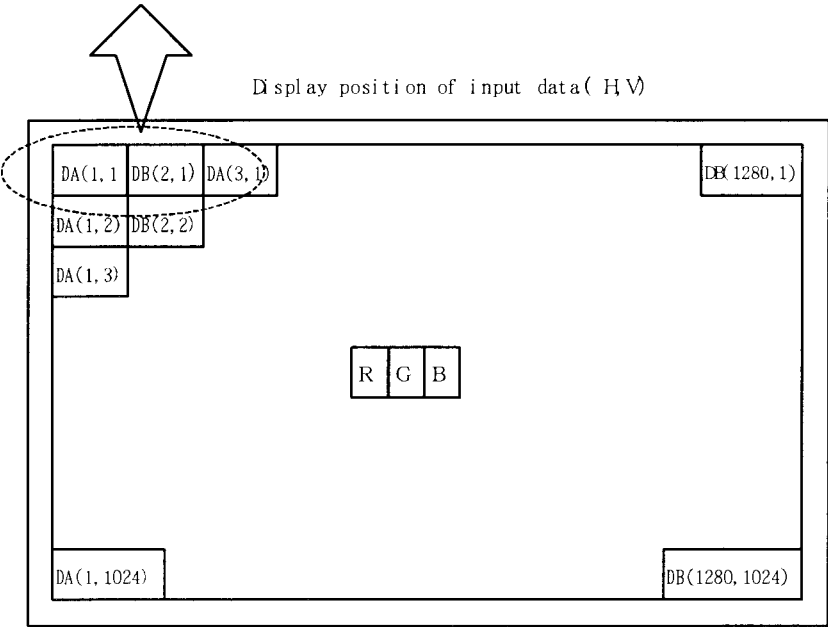 Display position of input data( H,V)
DA(1,1 DB(2,1) DA(3,1) DB(1280,1)
DA(1,2) DB(2,2)
DA(1,3)
R G B
DA(1,1024) DB(1280,1024)